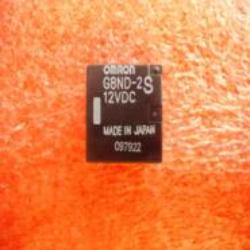 OMRON
G8ND-2S
12VDC
MADE IN JAPAN
097922